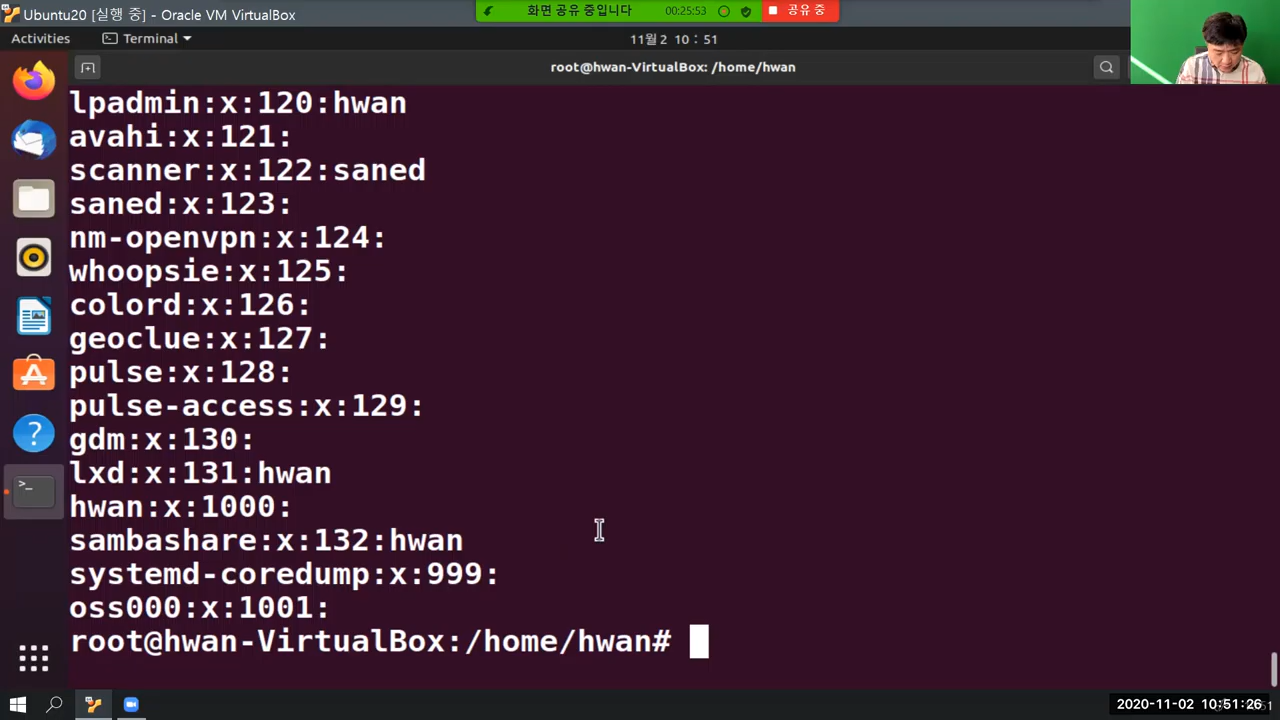 Ubuntu20 [실행 중] - Oracle VM VirtualBox
화면 공유 중입니다
00:25:53
공유 중
Activities
Terminal
11월 2 10 : 51
root@hwan-VirtualBox: /home/hwan
lpadmin:x:120:hwan
avahi:x:121:
scanner:x:122:saned
saned:x:123:
nm-openvpn:x:124:
whoopsie:x:125:
colord:x:126:
geoclue:x:127:
pulse:x:128:
pulse-access:x:129:
gdm:x:130:
lxd:x:131:hwan
hwan:x:1000:
sambashare:x:132:hwan
systemd-coredump:x:999:
oss000:x:1001:
root@hwan-VirtualBox:/home/hwan#
2020-11-02 10:51:26